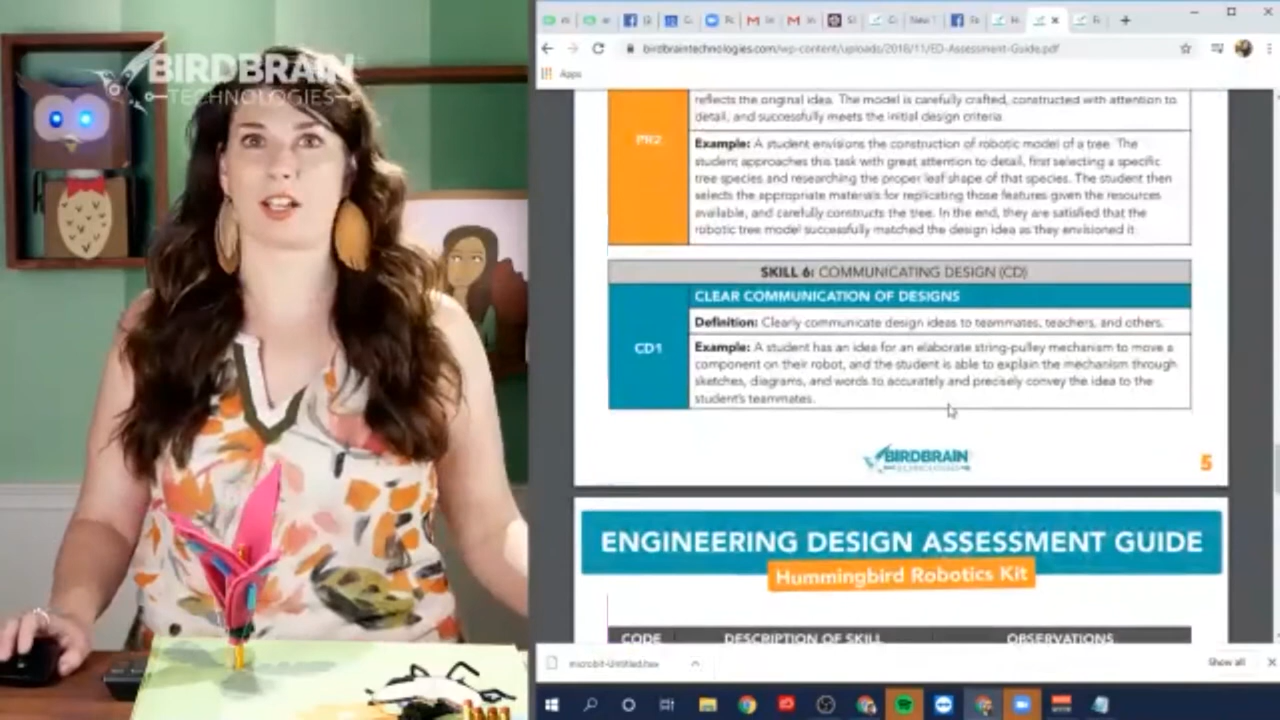 BIRDBRAIN
TECHNOLOGIES
New T
birdbraintechnologies.com/wp-content/uploads/2018/11/ED-Assessment-Guide.pdf
Apps
reflects the original idea. The model is carefully crafted, constructed with attention to
detail, and successfully meets the initial design criteria.
PR2
Example: A student envisions the construction of robotic model of a tree. The
student approaches this task with great attention to detail, first selecting a specific
tree species and researching the proper leaf shape of that species. The student then
selects the appropriate materials for replicating those features given the resources
available, and carefully constructs the tree. In the end, they are satisfied that the
robotic tree model successfully matched the design idea as they envisioned it.
SKILL 6: COMMUNICATING DESIGN (CD)
CLEAR COMMUNICATION OF DESIGNS
Definition: Clearly communicate design ideas to teammates, teachers, and others.
CD1
Example: A student has an idea for an elaborate string-pulley mechanism to move a
component on their robot, and the student is able to explain the mechanism through
sketches, diagrams, and words to accurately and precisely convey the idea to the
student's teammates.
BIRDBRAIN
TECHNOLOGIES
5
ENGINEERING DESIGN ASSESSMENT GUIDE
Hummingbird Robotics Kit
CODE DESCRIPTION OF SKILL OBSERVATIONS
microbit-Untitled.hex
Show all